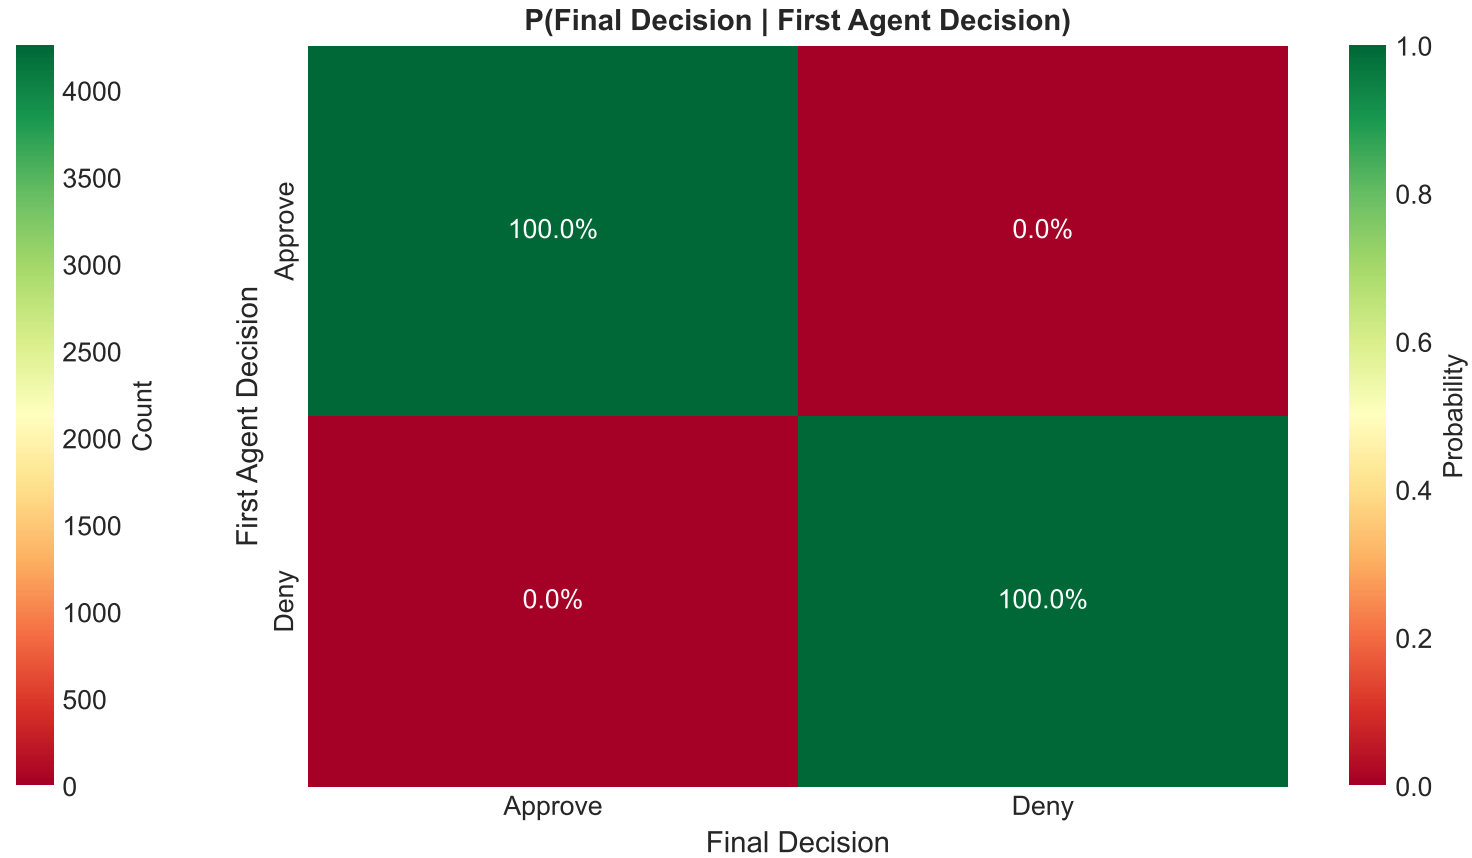 P(Final Decision | First Agent Decision)
4000
3500
3000
2500
2000
1500
1000
500
0
Count
First Agent Decision
Approve
Deny
100.0%
0.0%
0.0%
100.0%
Approve
Deny
Final Decision
1.0
0.8
0.6
0.4
0.2
0.0
Probability